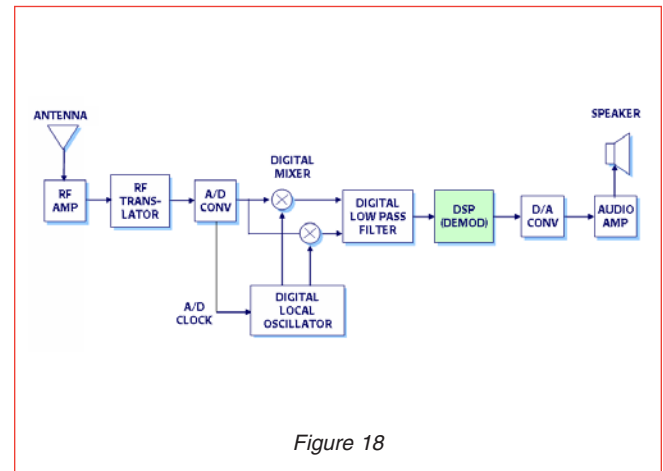 ANTENNA
SPEAKER
DIGITAL
MIXER
RF
AMP
RF
TRANS-
LATOR
A/D
CONV
DIGITAL
LOW PASS
FILTER
DSP
(DEMOD)
D/A
CONV
AUDIO
AMP
A/D
CLOCK
DIGITAL
LOCAL
OSCILLATOR
Figure 18